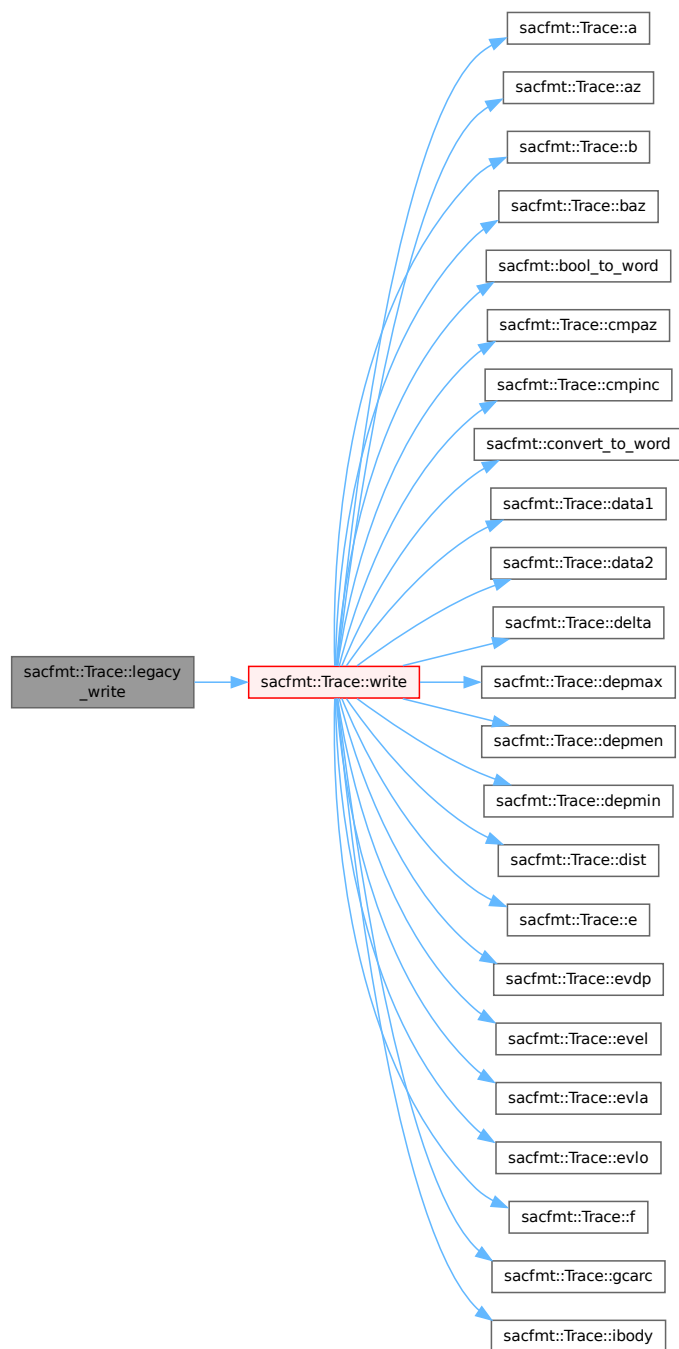 sacfmt::Trace::a
sacfmt::Trace::az
sacfmt::Trace::b
sacfmt::Trace::baz
sacfmt::bool_to_word
sacfmt::Trace::cmpaz
sacfmt::Trace::cmpinc
sacfmt::convert_to_word
sacfmt::Trace::data1
sacfmt::Trace::data2
sacfmt::Trace::delta
sacfmt::Trace::legacy
_write
sacfmt::Trace::write
sacfmt::Trace::depmax
sacfmt::Trace::depmen
sacfmt::Trace::depmin
sacfmt::Trace::dist
sacfmt::Trace::e
sacfmt::Trace::evdp
sacfmt::Trace::evel
sacfmt::Trace::evla
sacfmt::Trace::evlo
sacfmt::Trace::f
sacfmt::Trace::gcarc
sacfmt::Trace::ibody